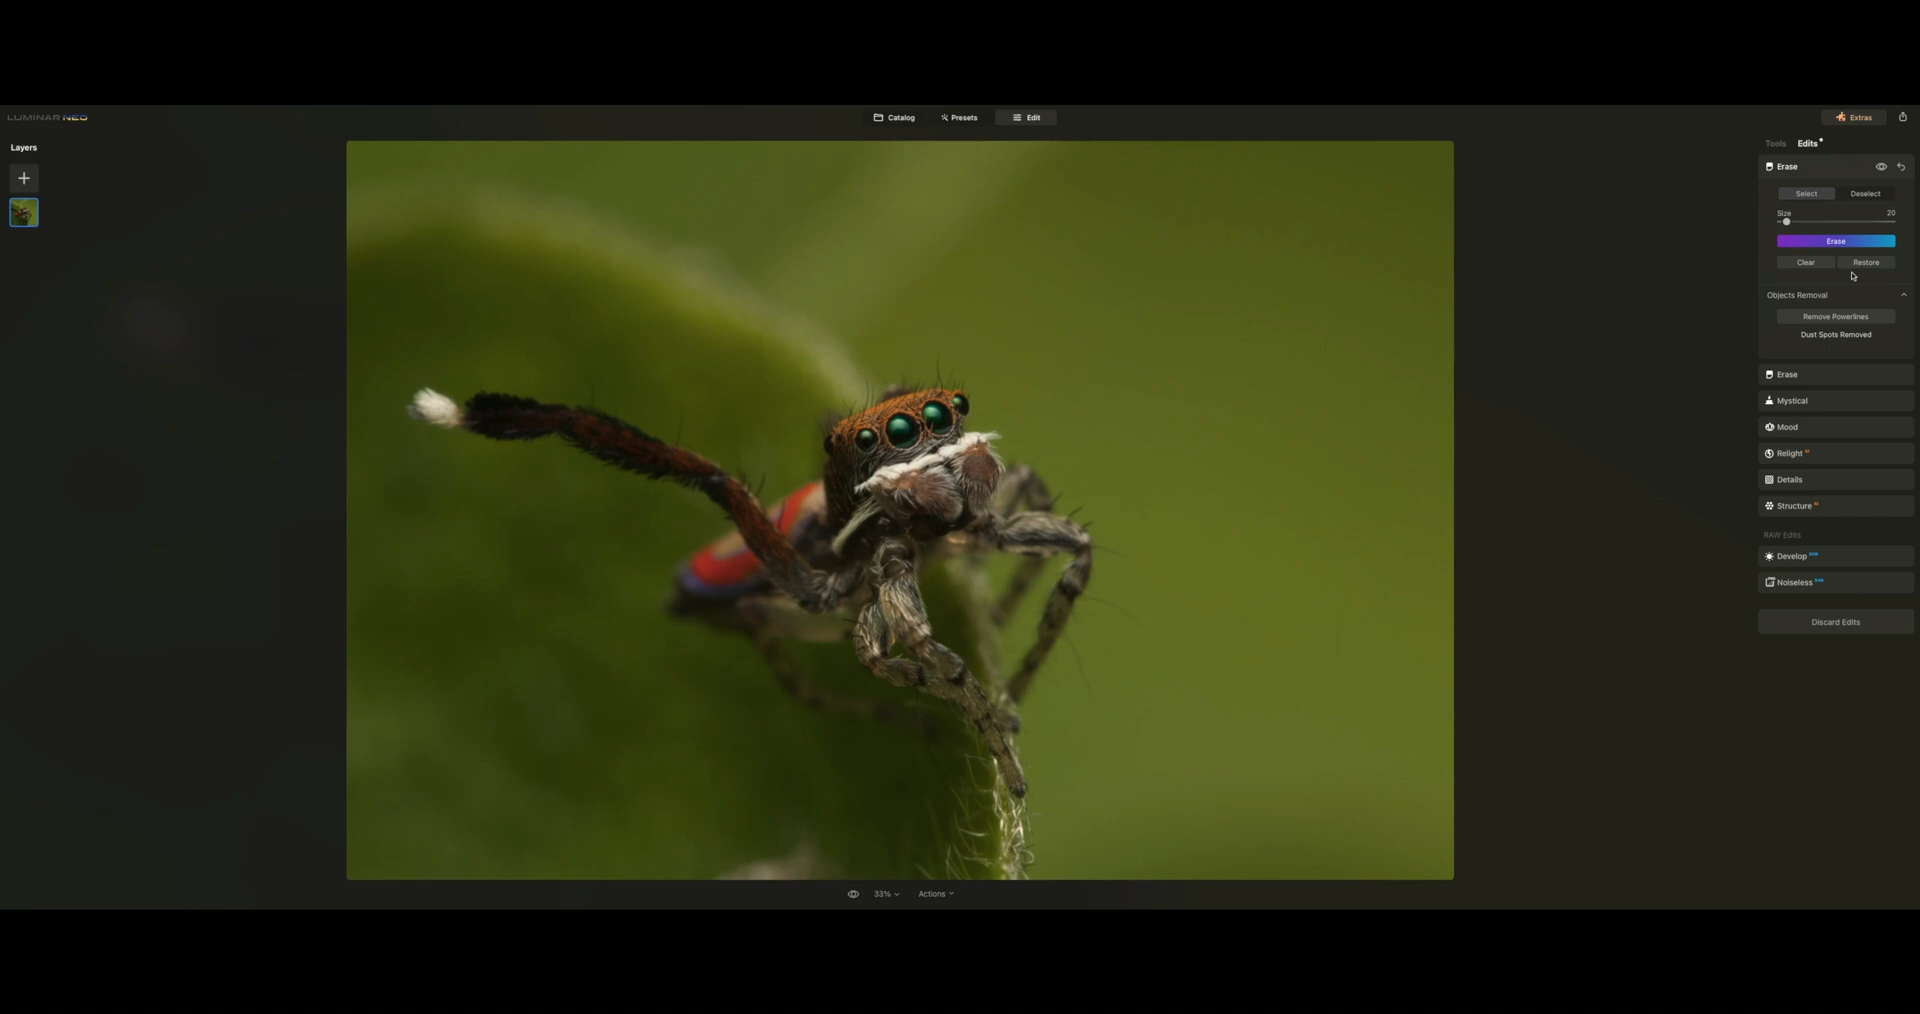 LUMINAR NEO
Catalog
Presets
Edit
Extras
Layers
Tools
Edits
Erase
Select
Deselect
Size
20
Erase
Clear
Restore
Objects Removal
Remove Powerlines
Dust Spots Removed
Erase
Mystical
Mood
Relight
Details
Structure
RAW Edits
Develop
Noiseless
Discard Edits
33%
Actions